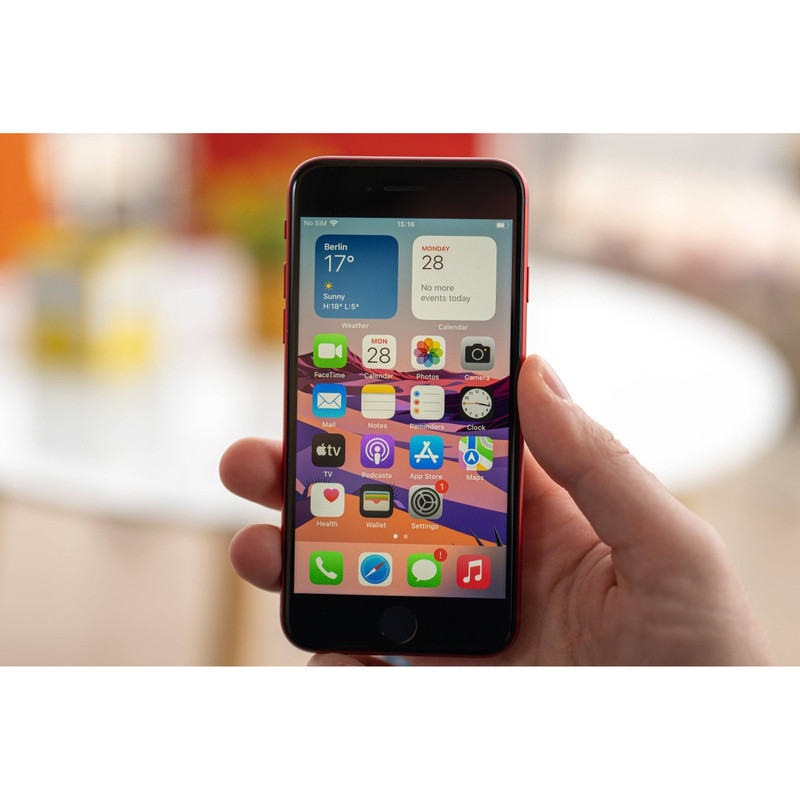 No SIM 15:16
Berlin
17°
Sunny
H:18° L:5°
Weather
MONDAY
28
No more
events today
Calendar
MON
28
FaceTime Calendar Photos Camera
Mail Notes Reminders Clock
tv
TV Podcasts App Store Maps
1
Health Wallet Settings
!